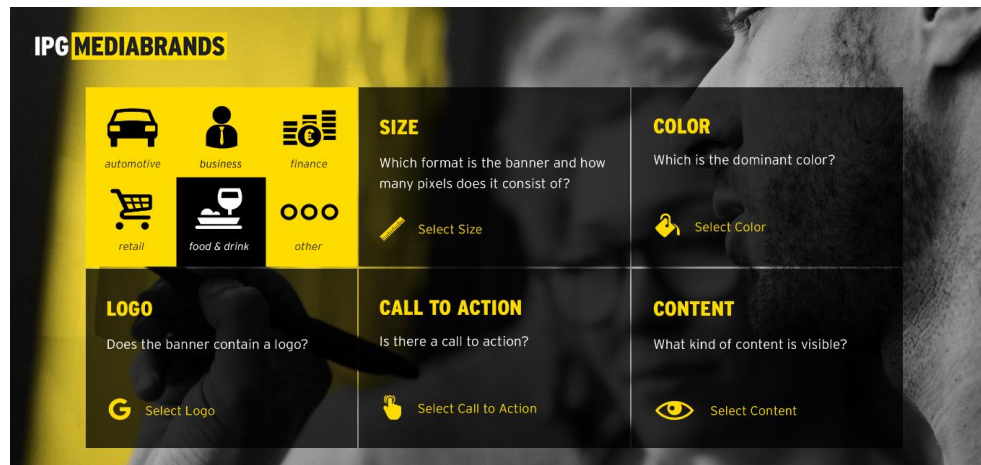 IPG MEDIABRANDS
automotive
business
finance
retail
food & drink
other
SIZE
Which format is the banner and how
many pixels does it consist of?
Select Size
COLOR
Which is the dominant color?
Select Color
LOGO
Does the banner contain a logo?
G Select Logo
CALL TO ACTION
Is there a call to action?
Select Call to Action
CONTENT
What kind of content is visible?
Select Content